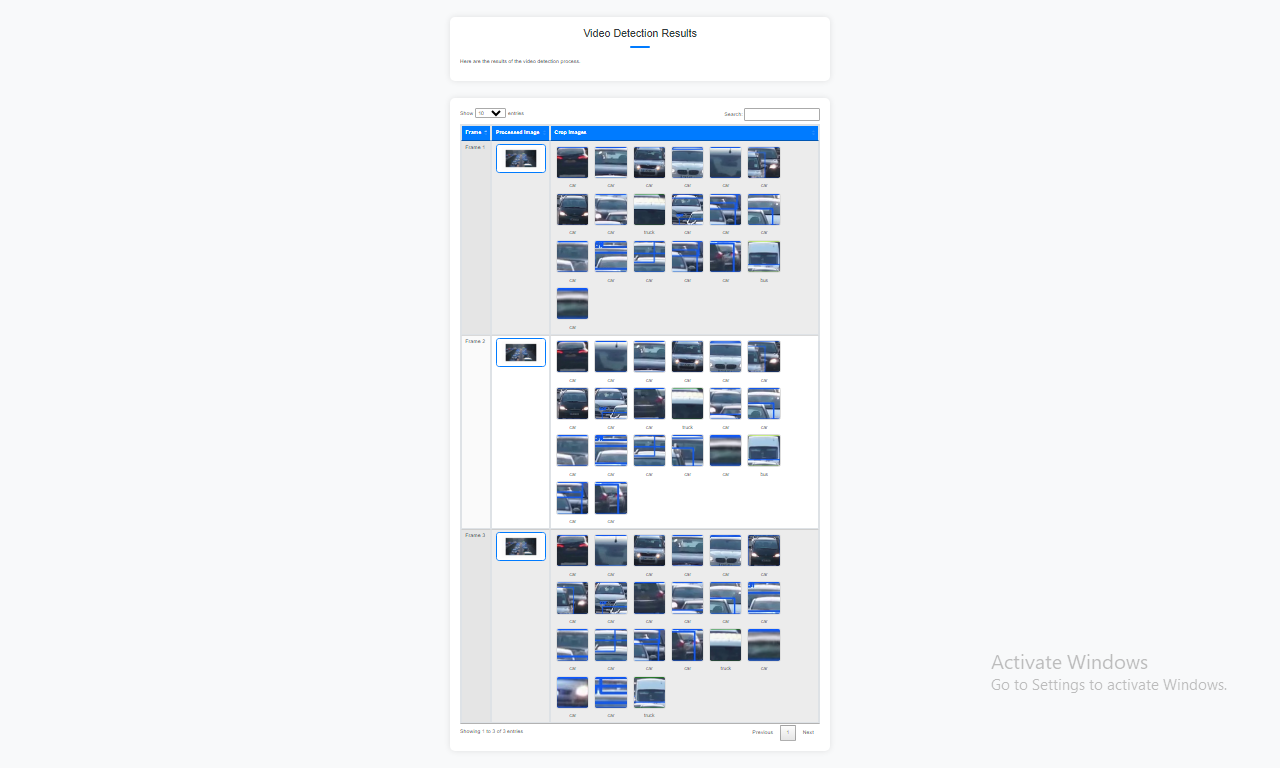 Video Detection Results
Here are the results of the video detection process.
Show 10 entries
Search:
Frame Processed Image Crop Images
Frame 1
car car car car car car
car car truck car car car
car car car car car bus
car
Frame 2
car car car car car car
car car car truck car car
car car car car car bus
car car
Frame 3
car car car car car car
car car car car car car
car car car car truck car
car car truck
Showing 1 to 3 of 3 entries
Previous 1 Next
Activate Windows
Go to Settings to activate Windows.